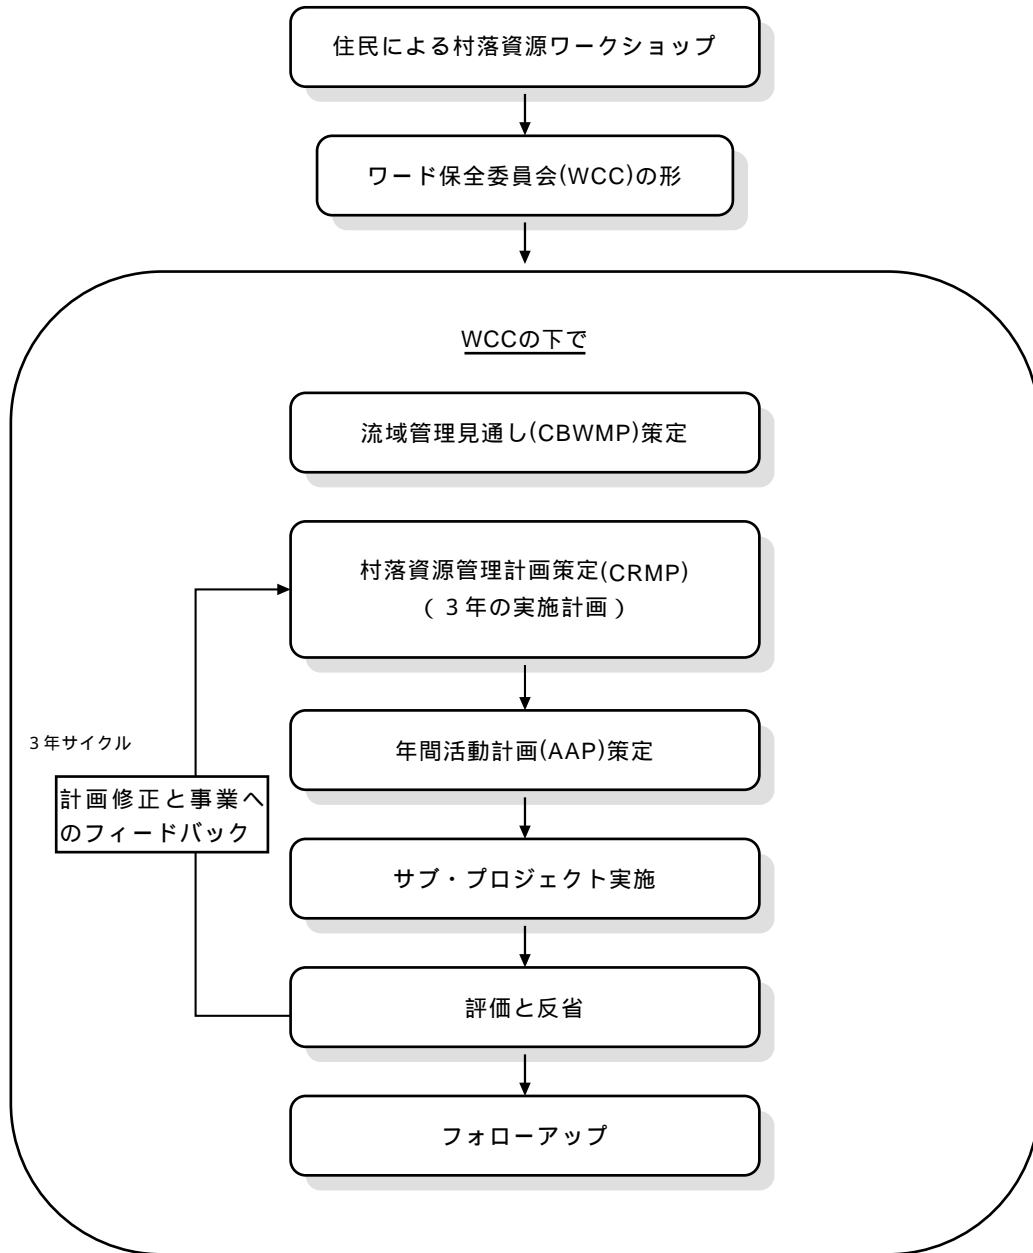 住民による村落資源ワークショップ
ワード保全委員会(WCC)の形
WCCの下で
流域管理見通し(CBWMP)策定
村落資源管理計画策定(CRMP)
（３年の実施計画）
年間活動計画(AAP)策定
3年サイクル
計画修正と事業へ
のフィードバック
サブ・プロジェクト実施
評価と反省
フォローアップ